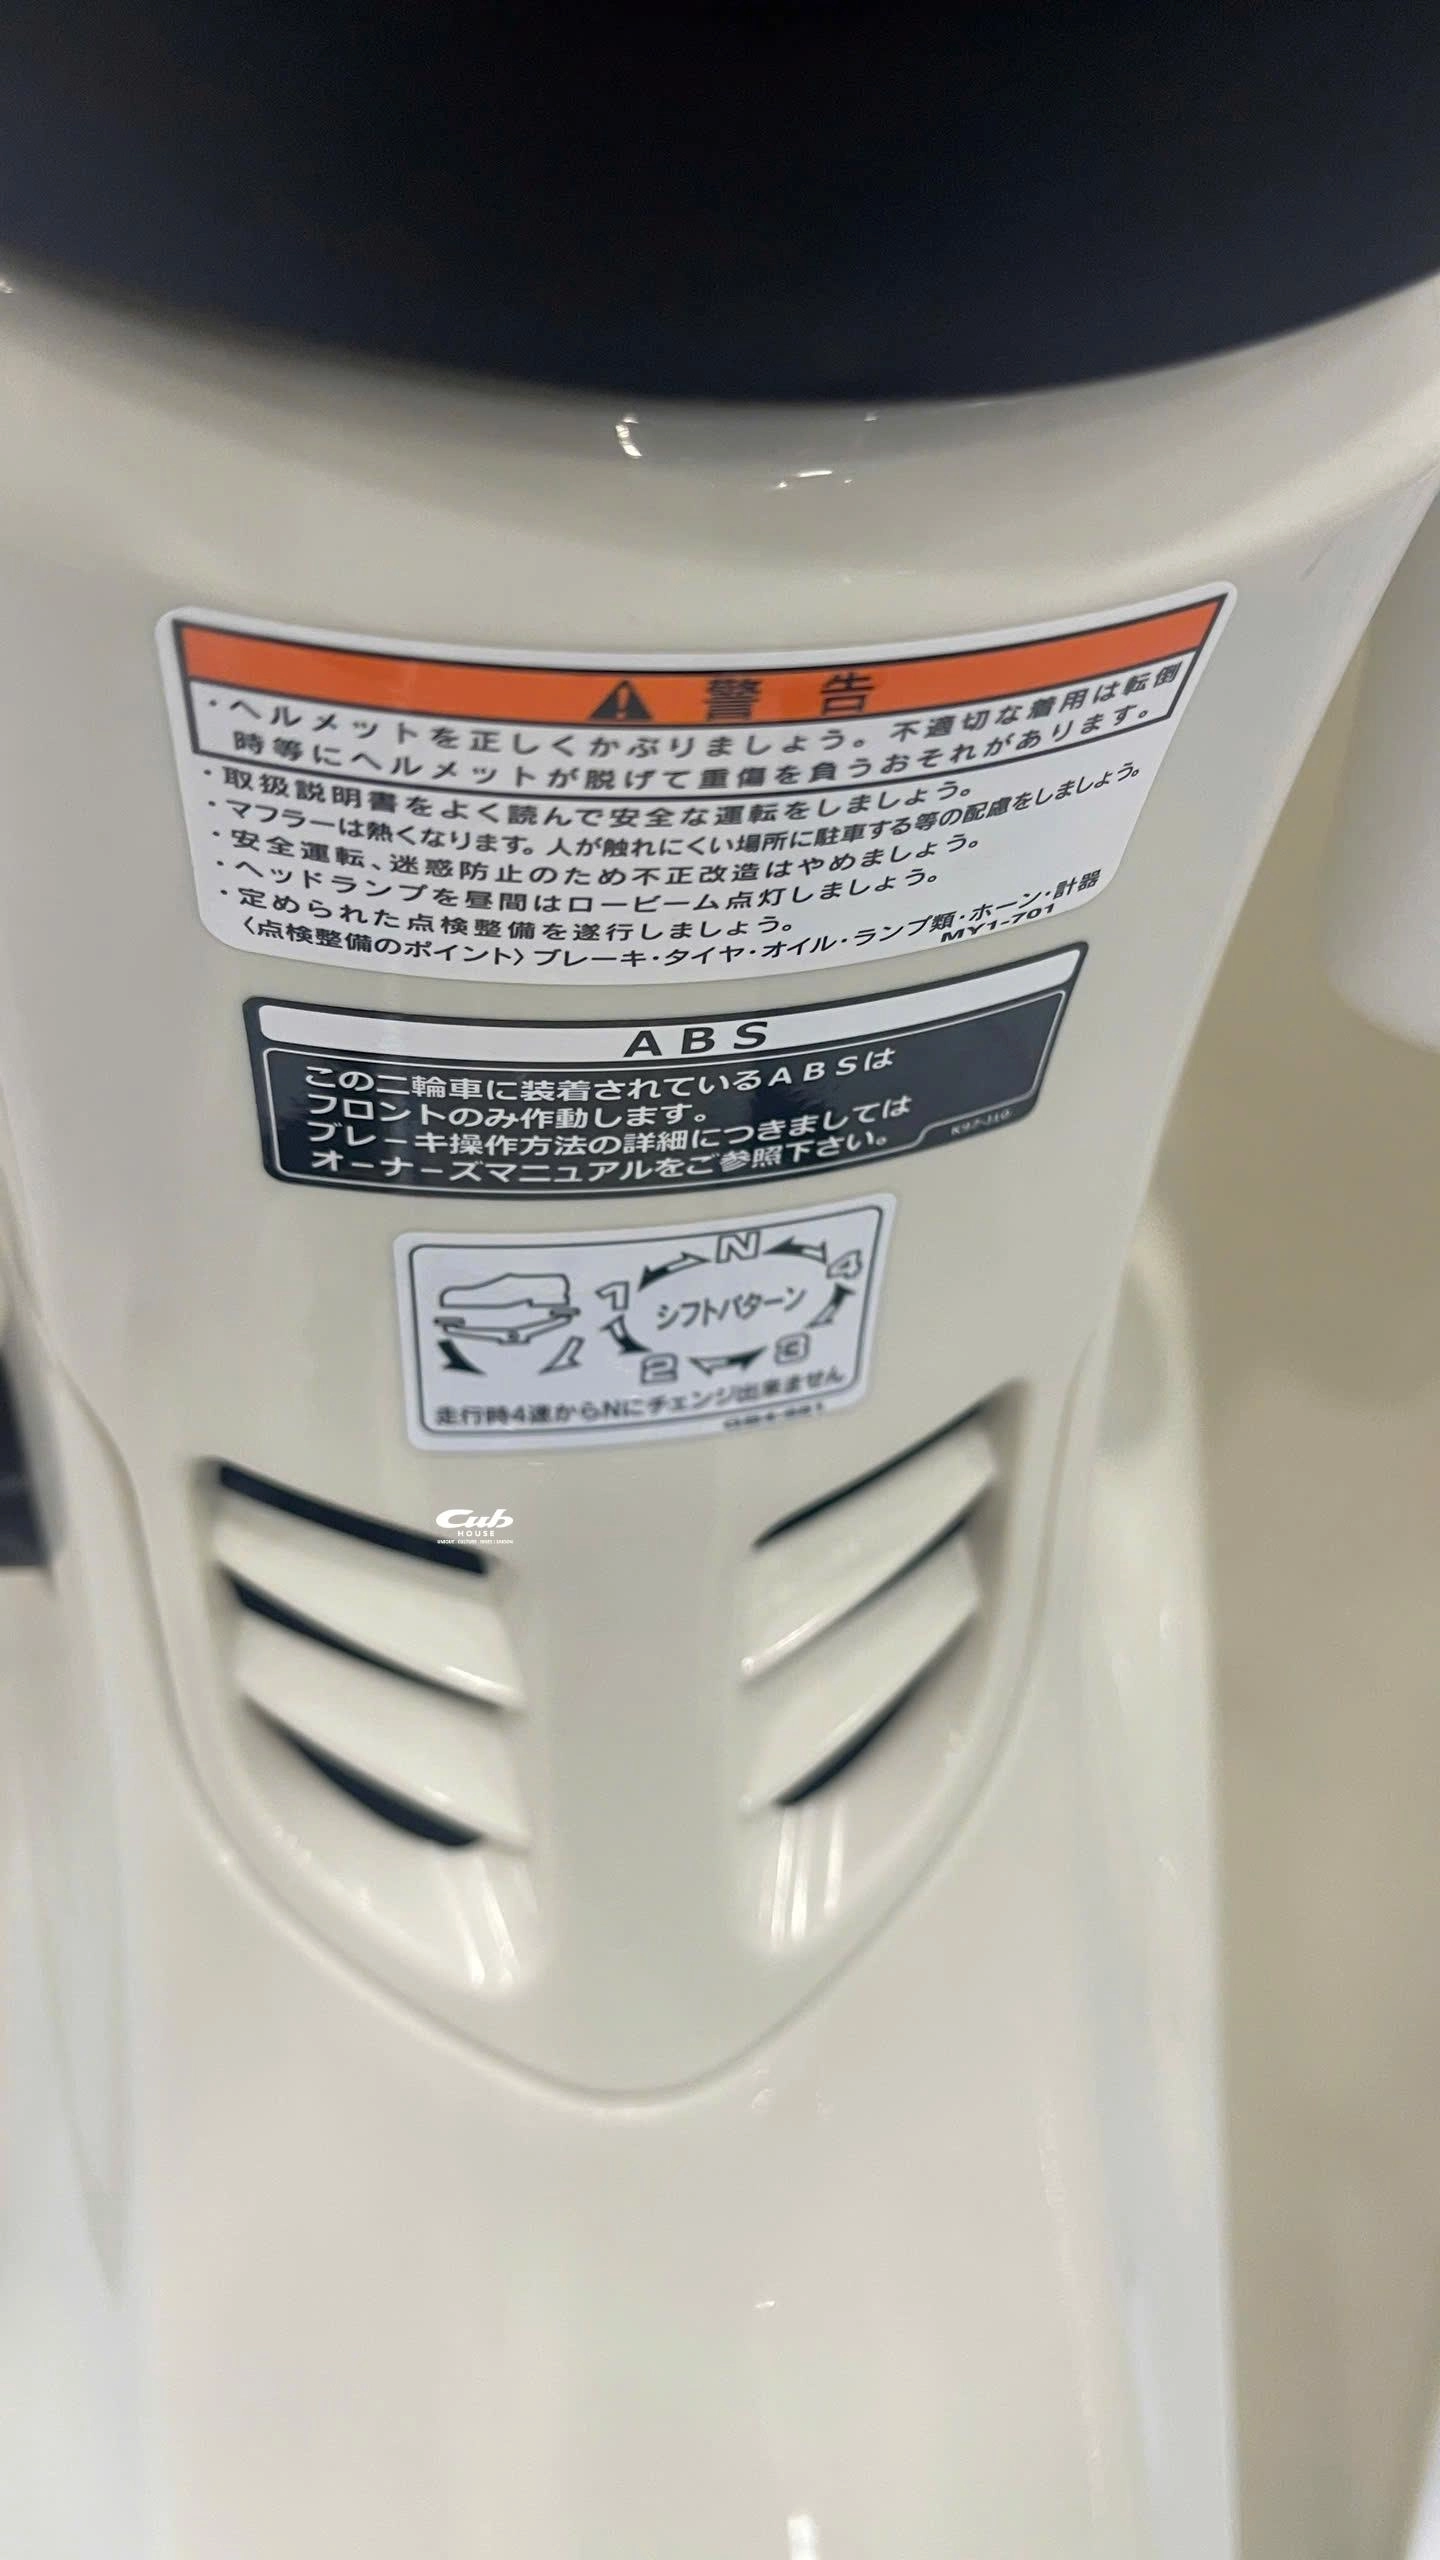 警告
・ヘルメットを正しくかぶりましょう。不適切な着用は転倒
時等にヘルメットが脱げて重傷を負うおそれがあります。
・取扱説明書をよく読んで安全な運転をしましょう。
・マフラーは熱くなります。人が触れにくい場所に駐車する等の配慮をしましょう。
・安全運転、迷惑防止のため不正改造はやめましょう。
・ヘッドランプを昼間はロービーム点灯しましょう。
・定められた点検整備を遂行しましょう。
〈点検整備のポイント〉ブレーキ・タイヤ・オイル・ランプ類・ホーン・計器
MY1-701
ABS
この二輪車に装着されているABSは
フロントのみ作動します。
ブレーキ操作方法の詳細につきましては
オーナーズマニュアルをご参照下さい。
N
4
1
シフトパターン
3
2
走行時4速からNにチェンジ出来ません
Cub
HOUSE